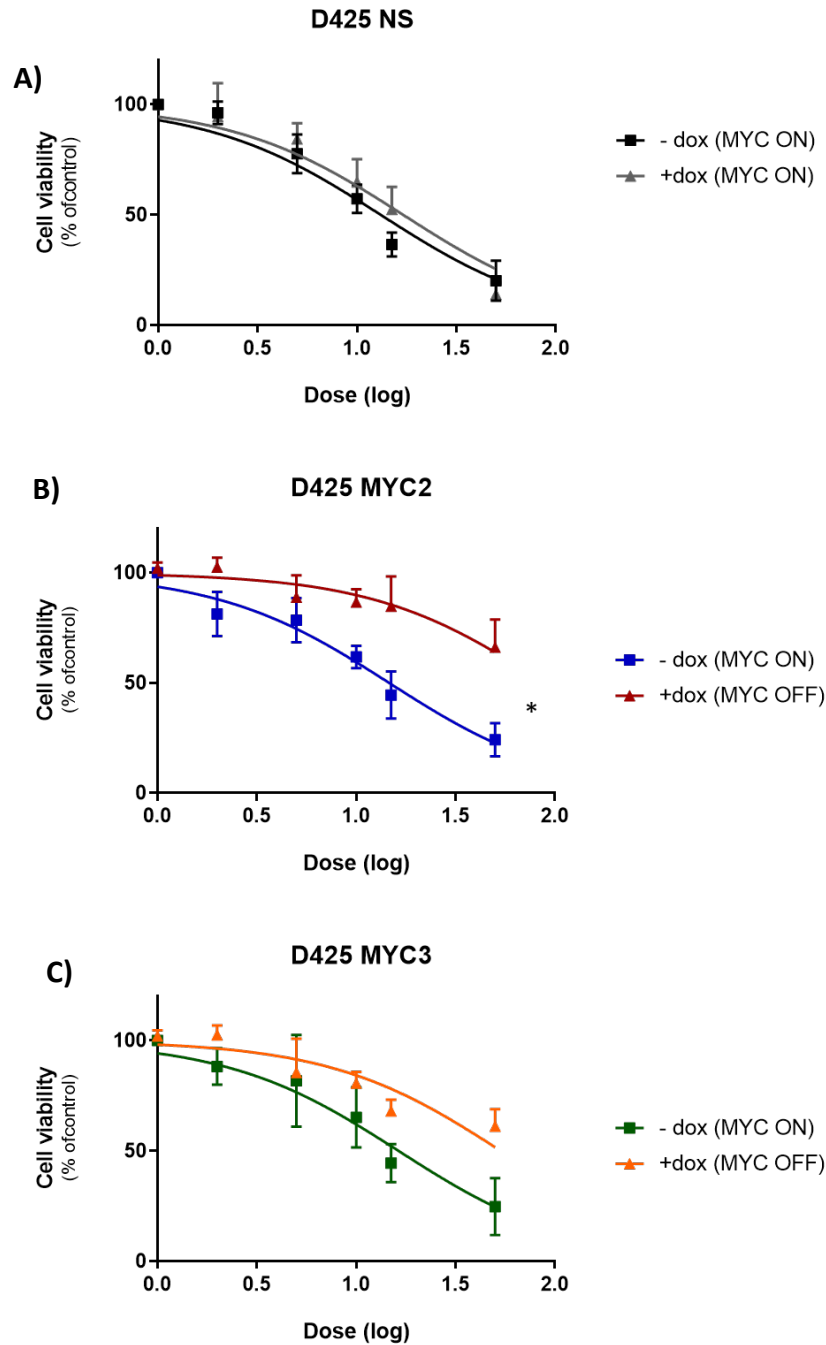 D425 NS
A)
100
50
0
Cell viability
(% ofcontrol)
0.0 0.5 1.0 1.5 2.0
Dose (log)
- dox (MYC ON)
+dox (MYC ON)
D425 MYC2
B)
100
50
0
Cell viability
(% ofcontrol)
0.0 0.5 1.0 1.5 2.0
Dose (log)
*
- dox (MYC ON)
+dox (MYC OFF)
D425 MYC3
C)
100
50
0
Cell viability
(% ofcontrol)
0.0 0.5 1.0 1.5 2.0
Dose (log)
- dox (MYC ON)
+dox (MYC OFF)